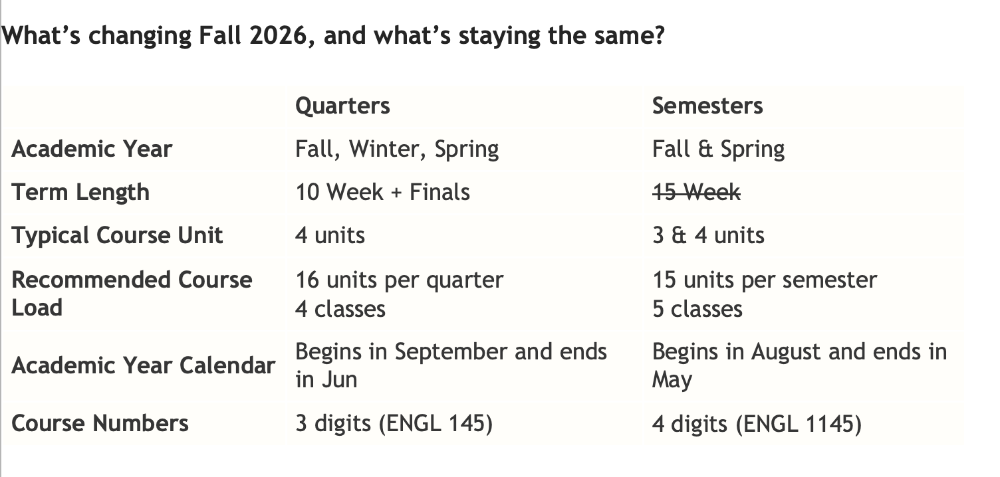 What’s changing Fall 2026, and what’s staying the same?
Quarters Semesters
Academic Year Fall, Winter, Spring Fall & Spring
Term Length 10 Week + Finals 15 Week
Typical Course Unit 4 units 3 & 4 units
Recommended Course 16 units per quarter 15 units per semester
Load 4 classes 5 classes
Academic Year Calendar Begins in September and ends Begins in August and ends in
in Jun May
Course Numbers 3 digits (ENGL 145) 4 digits (ENGL 1145)